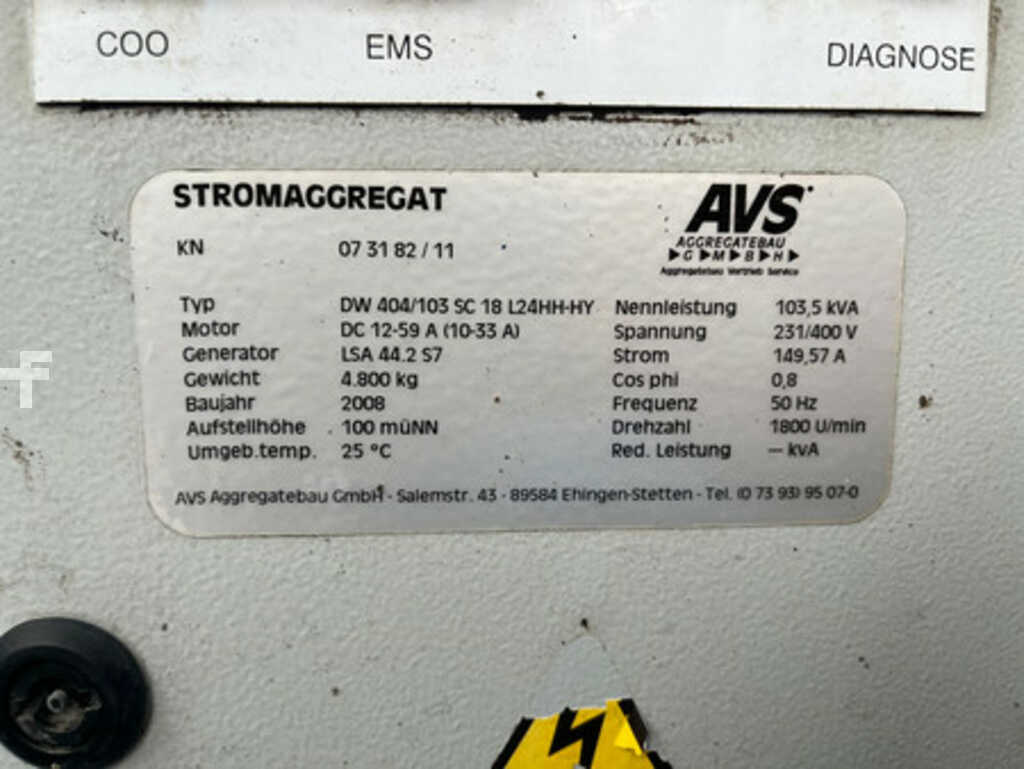 COO EMS DIAGNOSE
STROMAGGREGAT
AVS
AGGREGATEBAU
G M B H
Aggregatebau Vertrieb Service
KN 07 31 82 / 11
Typ DW 404/103 SC 18 L24HH-HY Nennleistung 103,5 kVA
Motor DC 12-59 A (10-33 A) Spannung 231/400 V
Generator LSA 44.2 S7 Strom 149,57 A
Gewicht 4.800 kg Cos phi 0,8
Baujahr 2008 Frequenz 50 Hz
Aufstellhöhe 100 müNN Drehzahl 1800 U/min
Umgeb.temp. 25 °C Red. Leistung — kVA
AVS Aggregatebau GmbH - Salemstr. 43 - 89584 Ehingen-Stetten - Tel. (0 73 93) 95 07-0